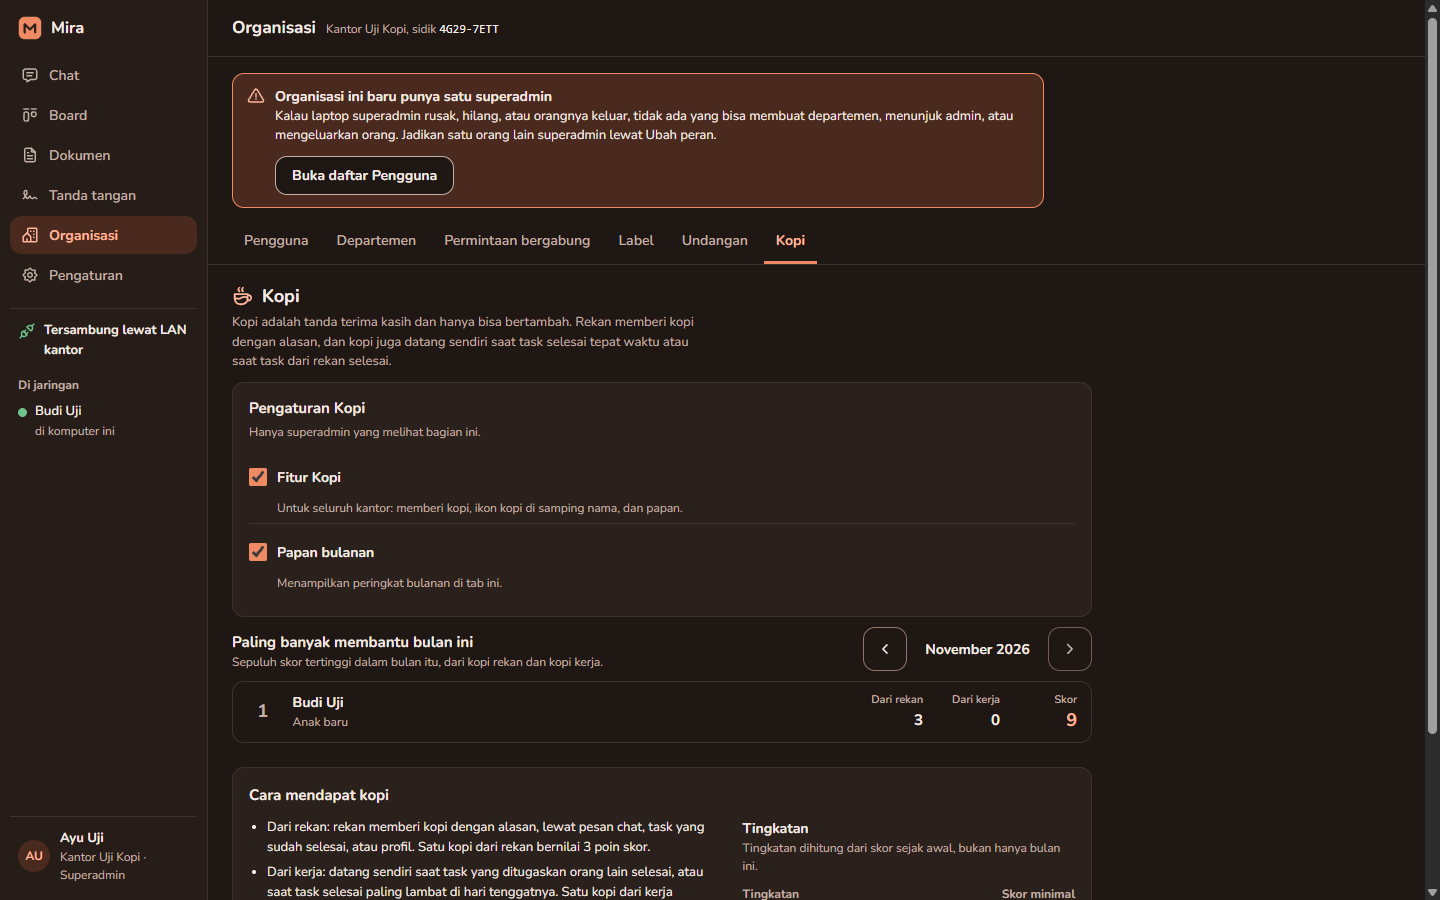 Mira
Chat
Board
Dokumen
Tanda tangan
Organisasi
Pengaturan
Tersambung lewat LAN
kantor
Di jaringan
Budi Uji
di komputer ini
AU
Ayu Uji
Kantor Uji Kopi ·
Superadmin
Organisasi Kantor Uji Kopi, sidik 4G29-7ETT
Organisasi ini baru punya satu superadmin
Kalau laptop superadmin rusak, hilang, atau orangnya keluar, tidak ada yang bisa membuat departemen, menunjuk admin, atau
mengeluarkan orang. Jadikan satu orang lain superadmin lewat Ubah peran.
Buka daftar Pengguna
Pengguna Departemen Permintaan bergabung Label Undangan Kopi
Kopi
Kopi adalah tanda terima kasih dan hanya bisa bertambah. Rekan memberi kopi
dengan alasan, dan kopi juga datang sendiri saat task selesai tepat waktu atau
saat task dari rekan selesai.
Pengaturan Kopi
Hanya superadmin yang melihat bagian ini.
Fitur Kopi
Untuk seluruh kantor: memberi kopi, ikon kopi di samping nama, dan papan.
Papan bulanan
Menampilkan peringkat bulanan di tab ini.
Paling banyak membantu bulan ini
Sepuluh skor tertinggi dalam bulan itu, dari kopi rekan dan kopi kerja.
November 2026
1
Budi Uji
Anak baru
Dari rekan Dari kerja Skor
3 0 9
Cara mendapat kopi
• Dari rekan: rekan memberi kopi dengan alasan, lewat pesan chat, task yang
sudah selesai, atau profil. Satu kopi dari rekan bernilai 3 poin skor.
• Dari kerja: datang sendiri saat task yang ditugaskan orang lain selesai, atau
saat task selesai paling lambat di hari tenggatnya. Satu kopi dari kerja
Tingkatan
Tingkatan dihitung dari skor sejak awal, bukan hanya bulan
ini.
Tingkatan Skor minimal